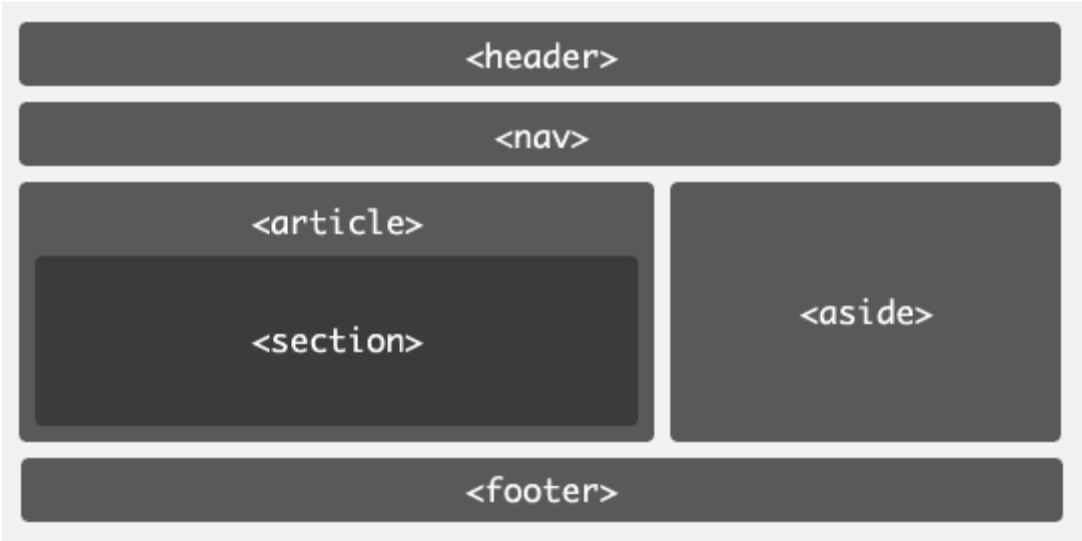 <header>
<nav>
<article>
<section>
<aside>
<footer>